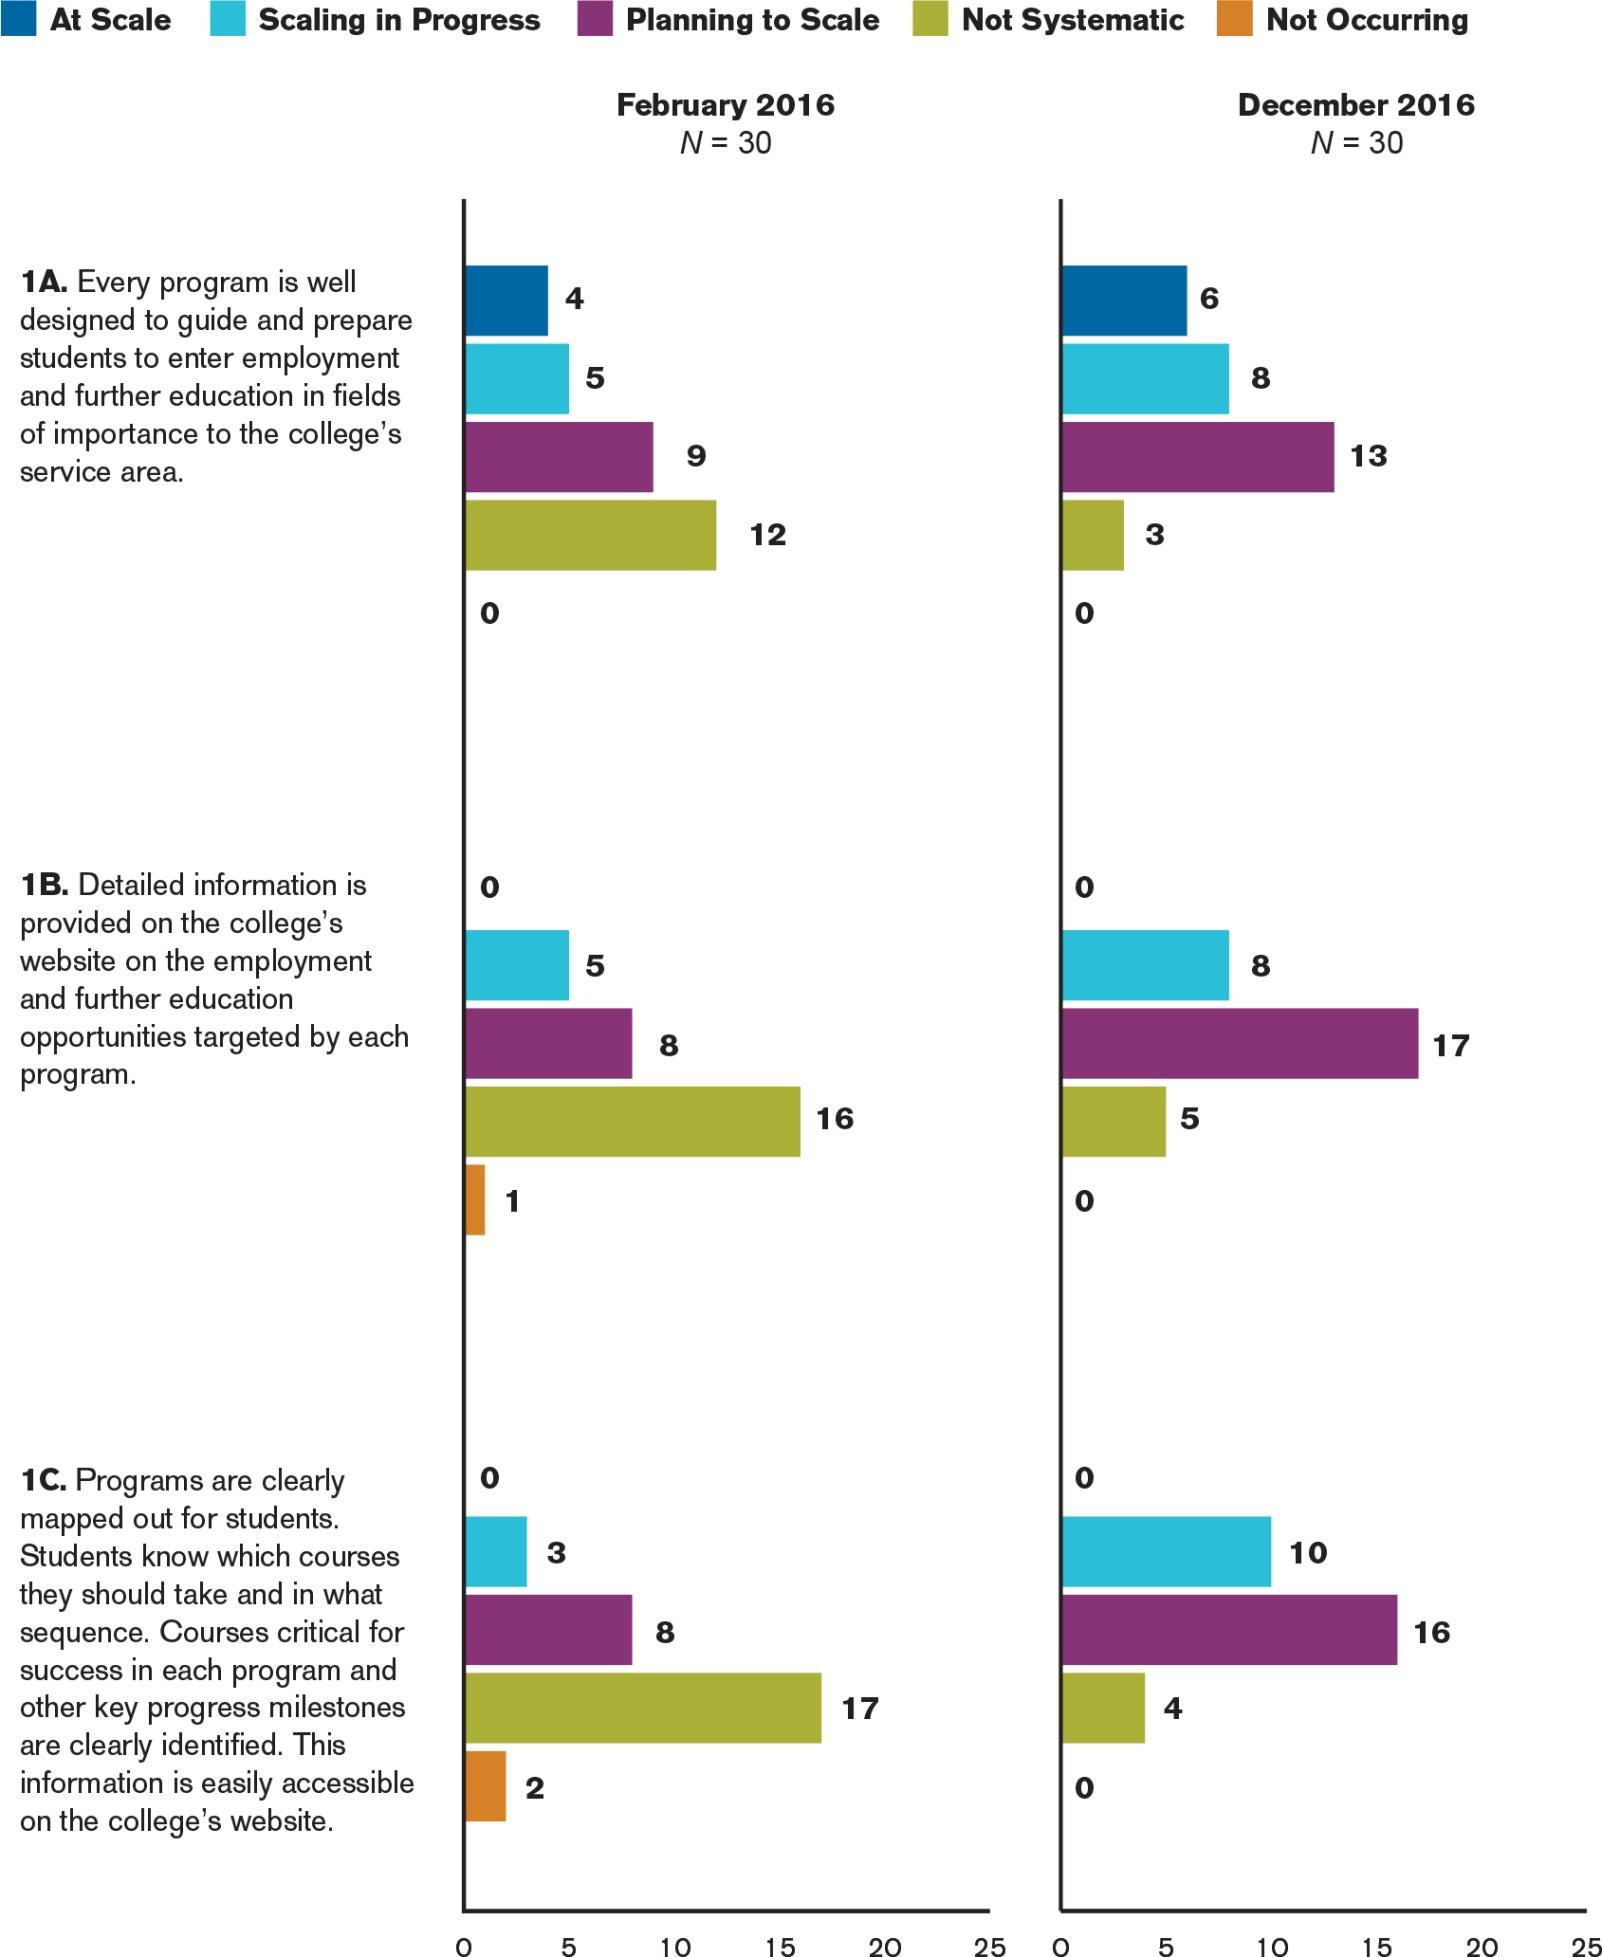 At Scale Scaling in Progress Planning to Scale Not Systematic Not Occurring
February 2016 December 2016
N = 30 N = 30
1A. Every program is well
designed to guide and prepare
students to enter employment
and further education in fields
of importance to the college’s
service area.
4
5
9
12
0
6
8
13
3
0
1B. Detailed information is
provided on the college’s
website on the employment
and further education
opportunities targeted by each
program.
0
5
8
16
1
0
8
17
5
0
1C. Programs are clearly
mapped out for students.
Students know which courses
they should take and in what
sequence. Courses critical for
success in each program and
other key progress milestones
are clearly identified. This
information is easily accessible
on the college’s website.
0
3
8
17
2
0
10
16
4
0
0 5 10 15 20 25 0 5 10 15 20 25